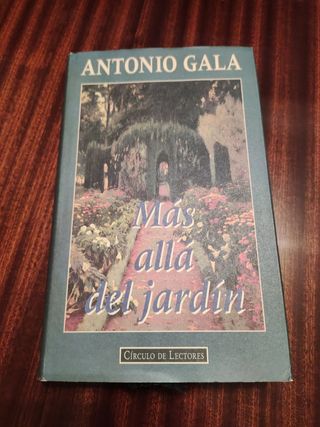 ANTONIO GALA
Más
allá
del jardín
CÍRCULO DE LECTORES